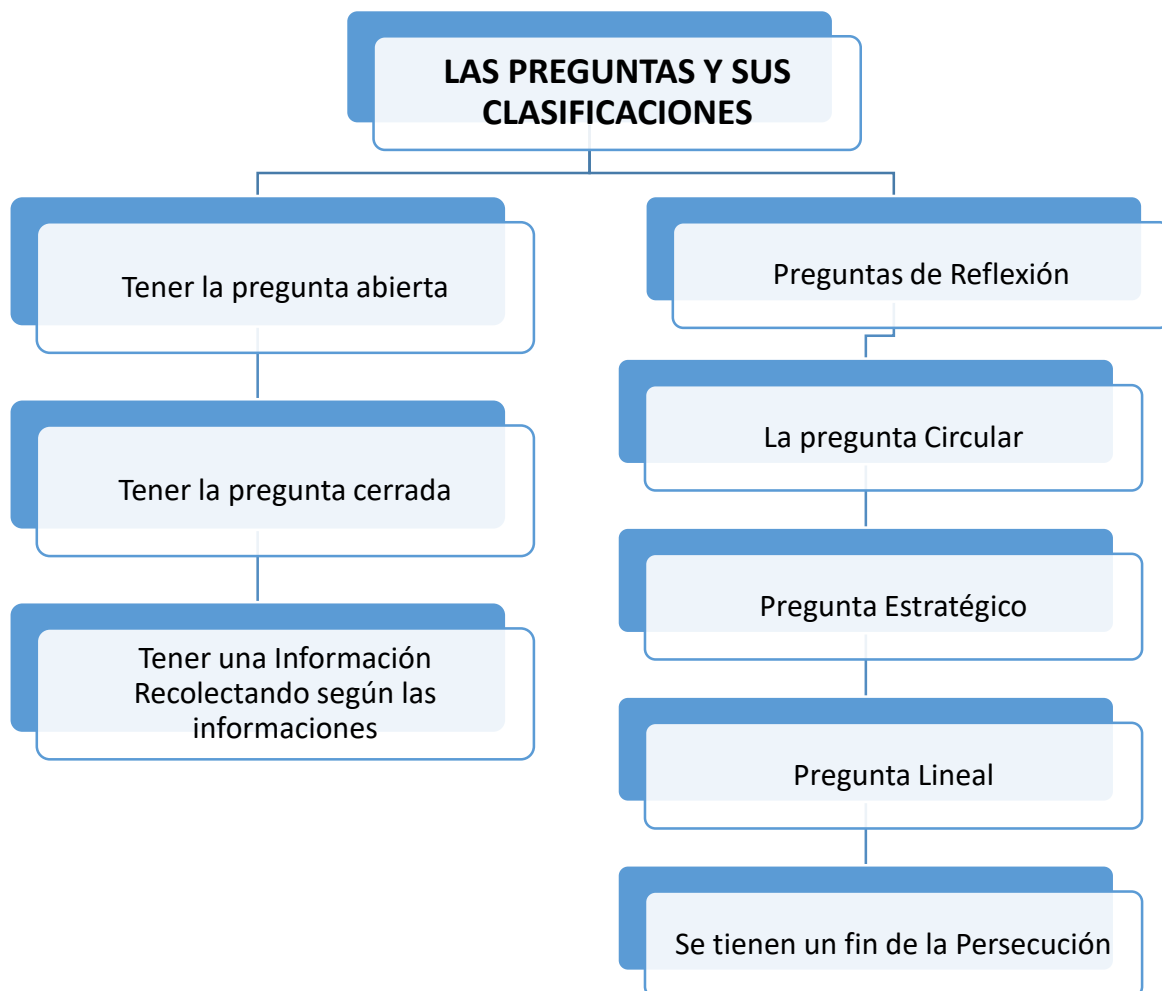 LAS PREGUNTAS Y SUS
CLASIFICACIONES
Tener la pregunta abierta
Tener la pregunta cerrada
Tener una Información
Recolectando según las
informaciones
Preguntas de Reflexión
La pregunta Circular
Pregunta Estratégico
Pregunta Lineal
Se tienen un fin de la Persecución